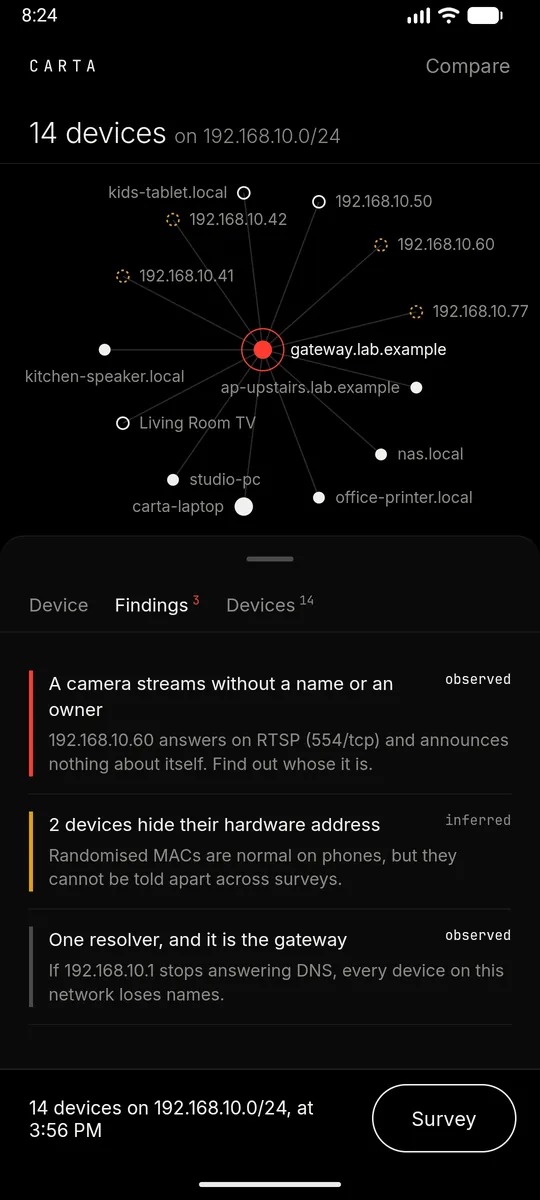 8:24
CARTA
Compare
14 devices on 192.168.10.0/24
kids-tablet.local
192.168.10.50
192.168.10.42
192.168.10.60
192.168.10.41
192.168.10.77
gateway.lab.example
kitchen-speaker.local
ap-upstairs.lab.example
Living Room TV
nas.local
studio-pc
office-printer.local
carta-laptop
Device Findings 3 Devices 14
A camera streams without a name or an
owner
observed
192.168.10.60 answers on RTSP (554/tcp) and announces
nothing about itself. Find out whose it is.
2 devices hide their hardware address
inferred
Randomised MACs are normal on phones, but they
cannot be told apart across surveys.
One resolver, and it is the gateway
observed
If 192.168.10.1 stops answering DNS, every device on this
network loses names.
14 devices on 192.168.10.0/24, at
3:56 PM
Survey